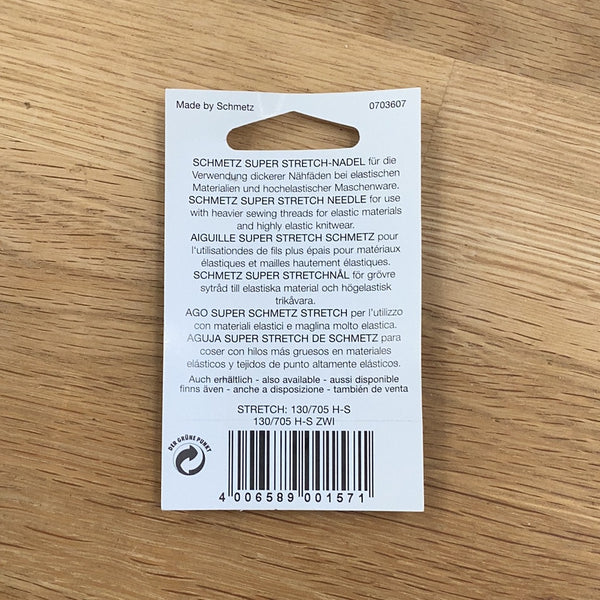 Made by Schmetz 0703607
SCHMETZ SUPER STRETCH-NADEL für die
Verwendung dickerer Nähfäden bei elastischen
Materialien und hochelastischer Maschenware.
SCHMETZ SUPER STRETCH NEEDLE for use
with heavier sewing threads for elastic materials
and highly elastic knitwear.
AIGUILLE SUPER STRETCH SCHMETZ pour
l'utilisationdes de fils plus épais pour matériaux
élastiques et mailles hautement élastiques.
SCHMETZ SUPER STRETCHNÅL för grövre
sytråd till elastiska material och högelastisk
trikåvara.
AGO SUPER SCHMETZ STRETCH per l'utilizzo
con materiali elastici e maglina molto elastica.
AGUJA SUPER STRETCH DE SCHMETZ para
coser con hilos más gruesos en materiales
elásticos y tejidos de punto altamente elásticos.
Auch erhältlich - also available - aussi disponible
finns även - anche a disposizione - también de venta
STRETCH: 130/705 H-S
130/705 H-S ZWI
DER GRÜNE PUNKT
4 006589 001571